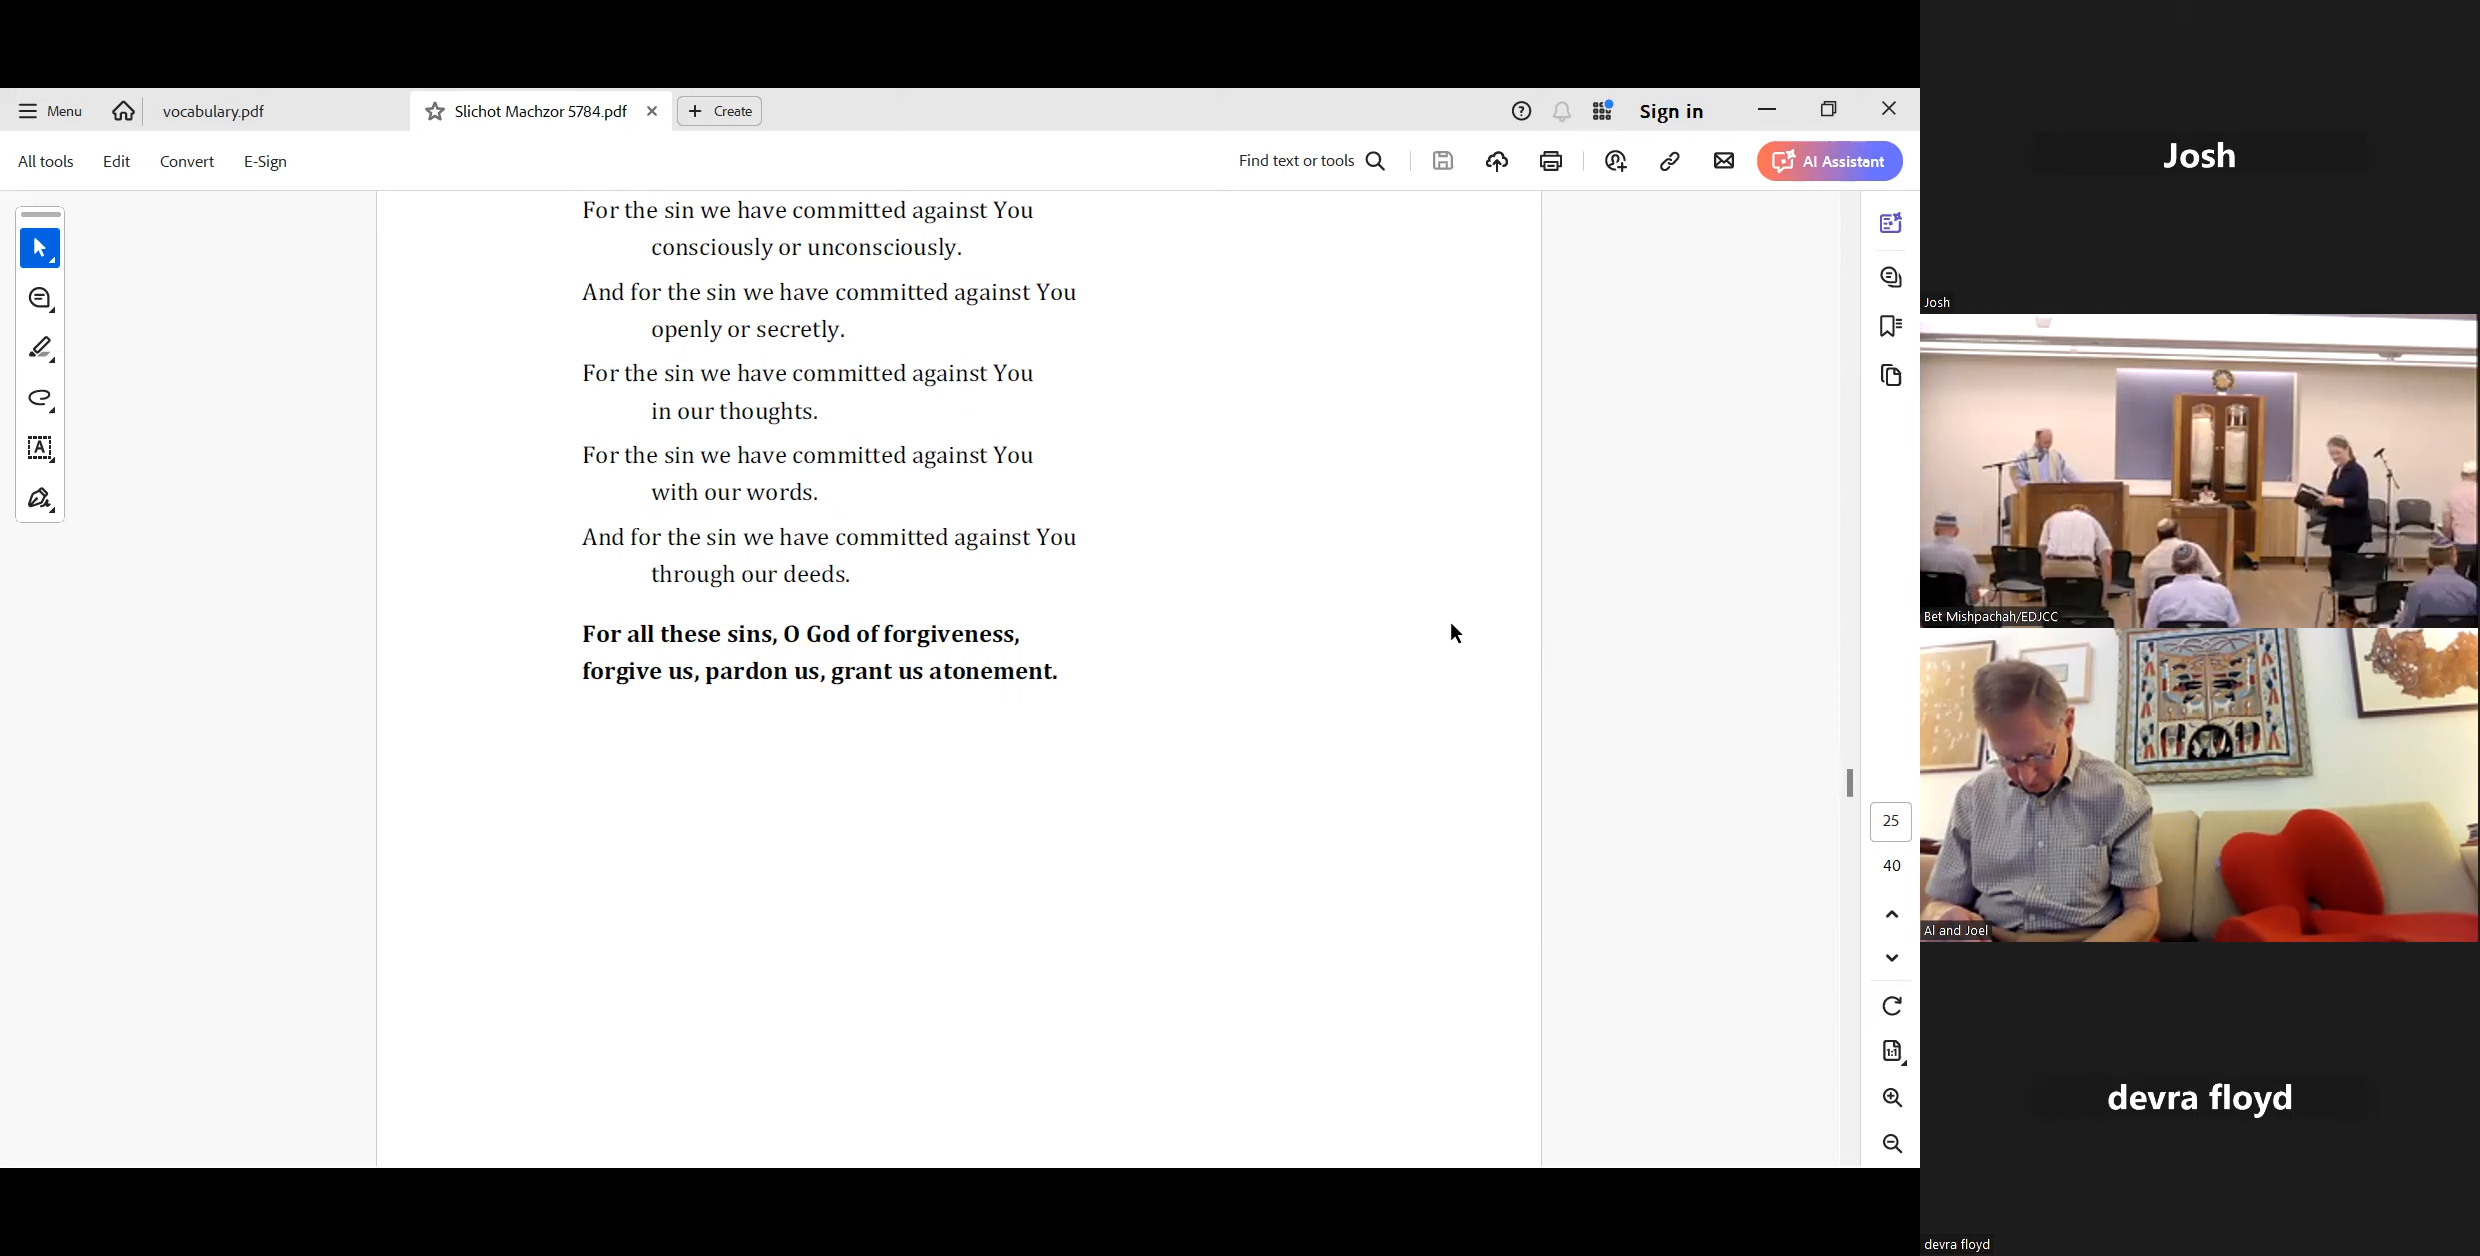 Menu
vocabulary.pdf
Slichot Machzor 5784.pdf
Create
Sign in
All tools
Edit
Convert
E-Sign
Find text or tools
AI Assistant
For the sin we have committed against You
consciously or unconsciously.
And for the sin we have committed against You
openly or secretly.
For the sin we have committed against You
in our thoughts.
For the sin we have committed against You
with our words.
And for the sin we have committed against You
through our deeds.
For all these sins, O God of forgiveness,
forgive us, pardon us, grant us atonement.
25
40
Josh
Josh
Bet Mishpachah/EDJCC
Al and Joel
devra floyd
devra floyd